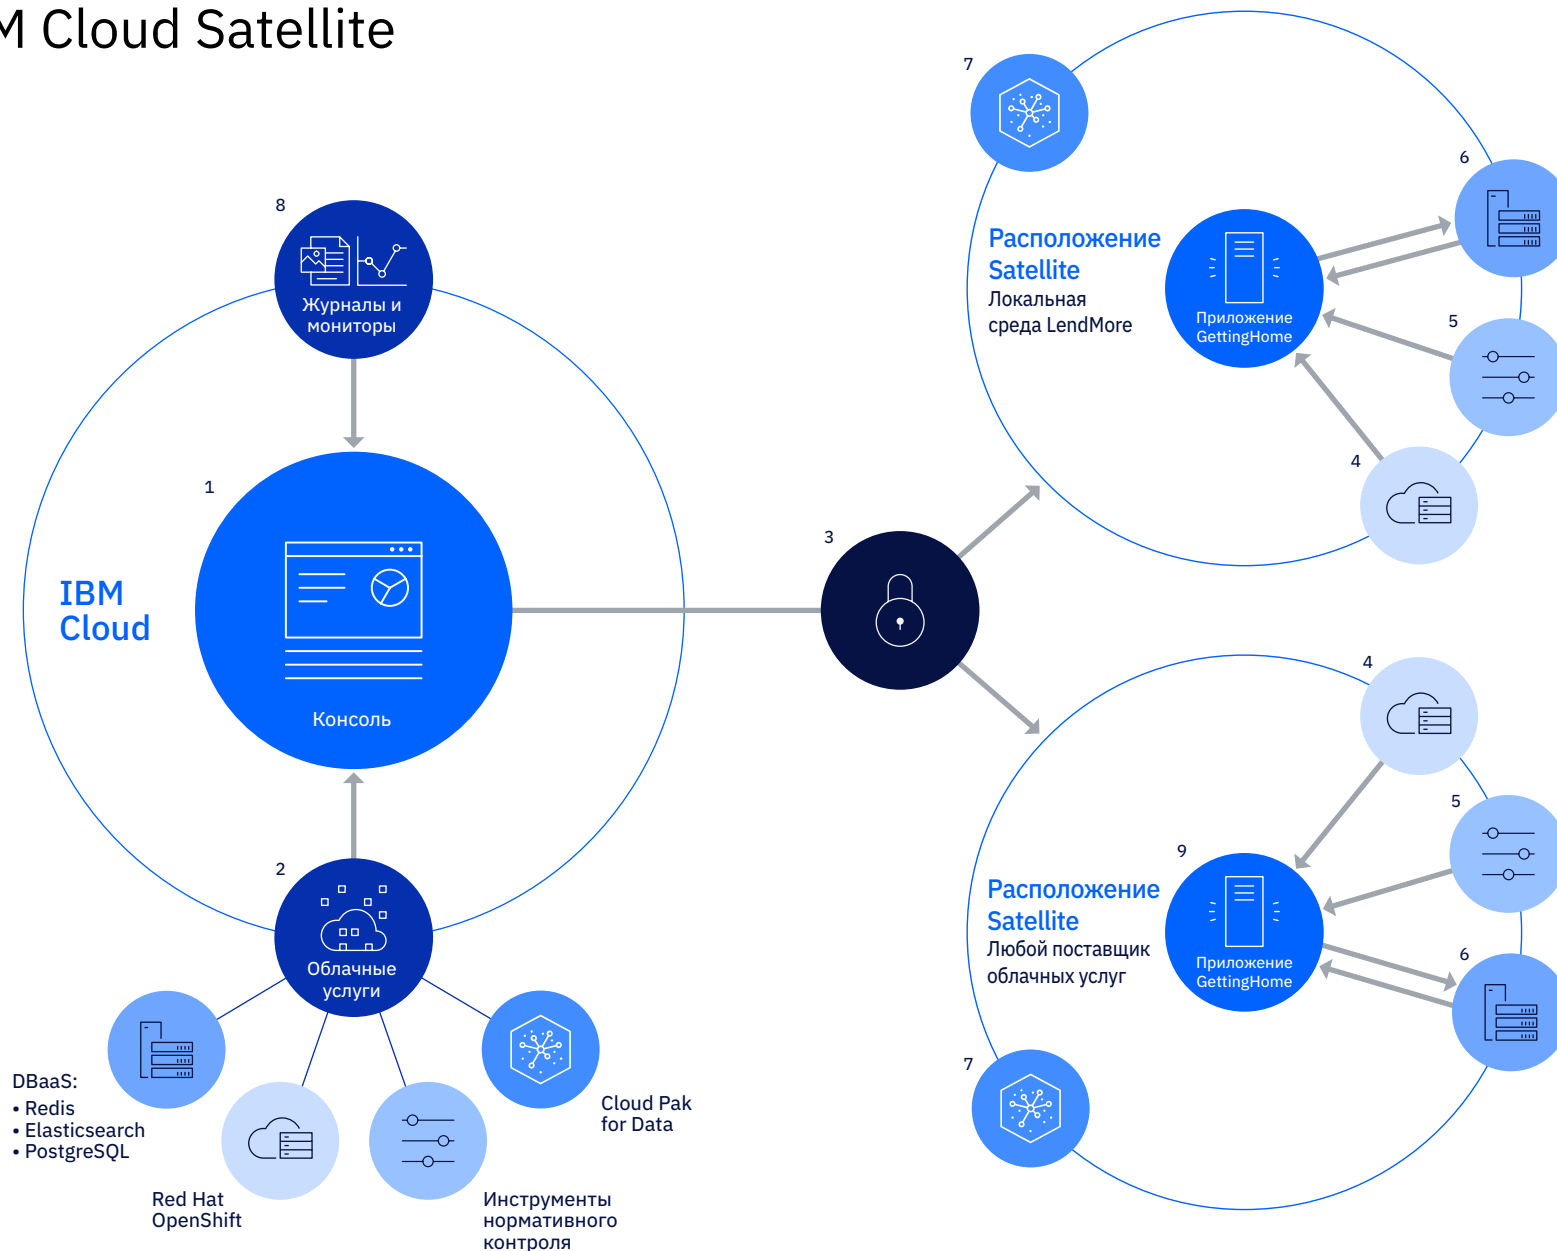 M Cloud Satellite
8
Журналы и
мониторы
1
IBM
Cloud
Консоль
2
Облачные
услуги
DBaaS:
• Redis
• Elasticsearch
• PostgreSQL
Red Hat
OpenShift
Инструменты
нормативного
контроля
Cloud Pak
for Data
3
7
6
Расположение
Satellite
Локальная
среда LendMore
Приложение
GettingHome
5
4
4
5
9
Расположение
Satellite
Любой поставщик
облачных услуг
Приложение
GettingHome
6
7